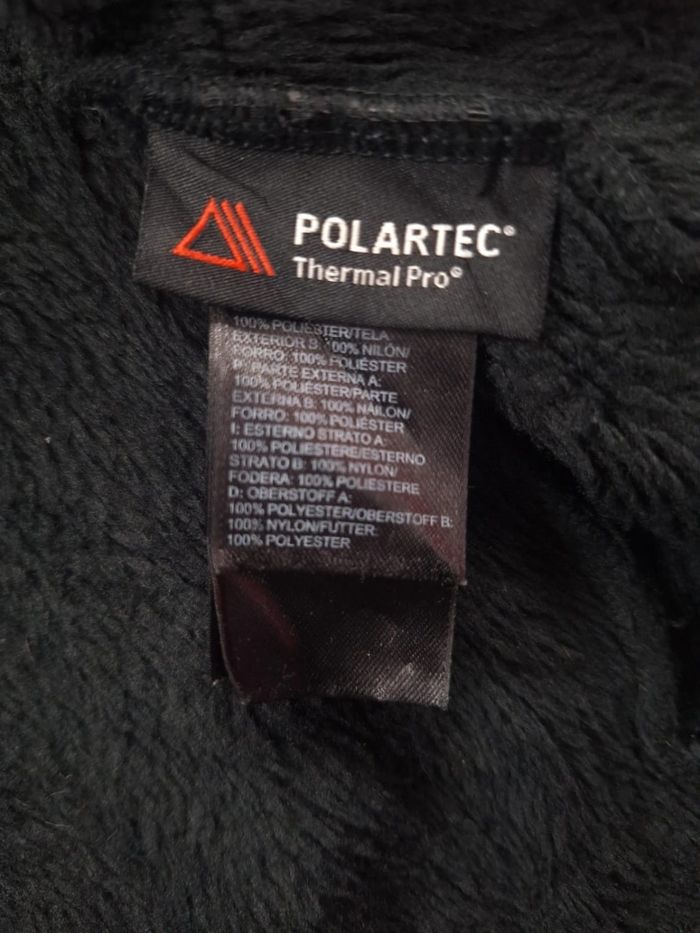 POLARTEC®
Thermal Pro®
100% POLIÉSTER/TELA
EXTERIOR B: 100% NILÓN/
FORRO: 100% POLIÉSTER
P: PARTE EXTERNA A:
100% POLIÉSTER/PARTE
EXTERNA B: 100% NÁILON/
FORRO: 100% POLIÉSTER
I: ESTERNO STRATO A:
100% POLIESTERE/ESTERNO
STRATO B: 100% NYLON/
FODERA: 100% POLIESTERE
D: OBERSTOFF A:
100% POLYESTER/OBERSTOFF B:
100% NYLON/FUTTER:
100% POLYESTER